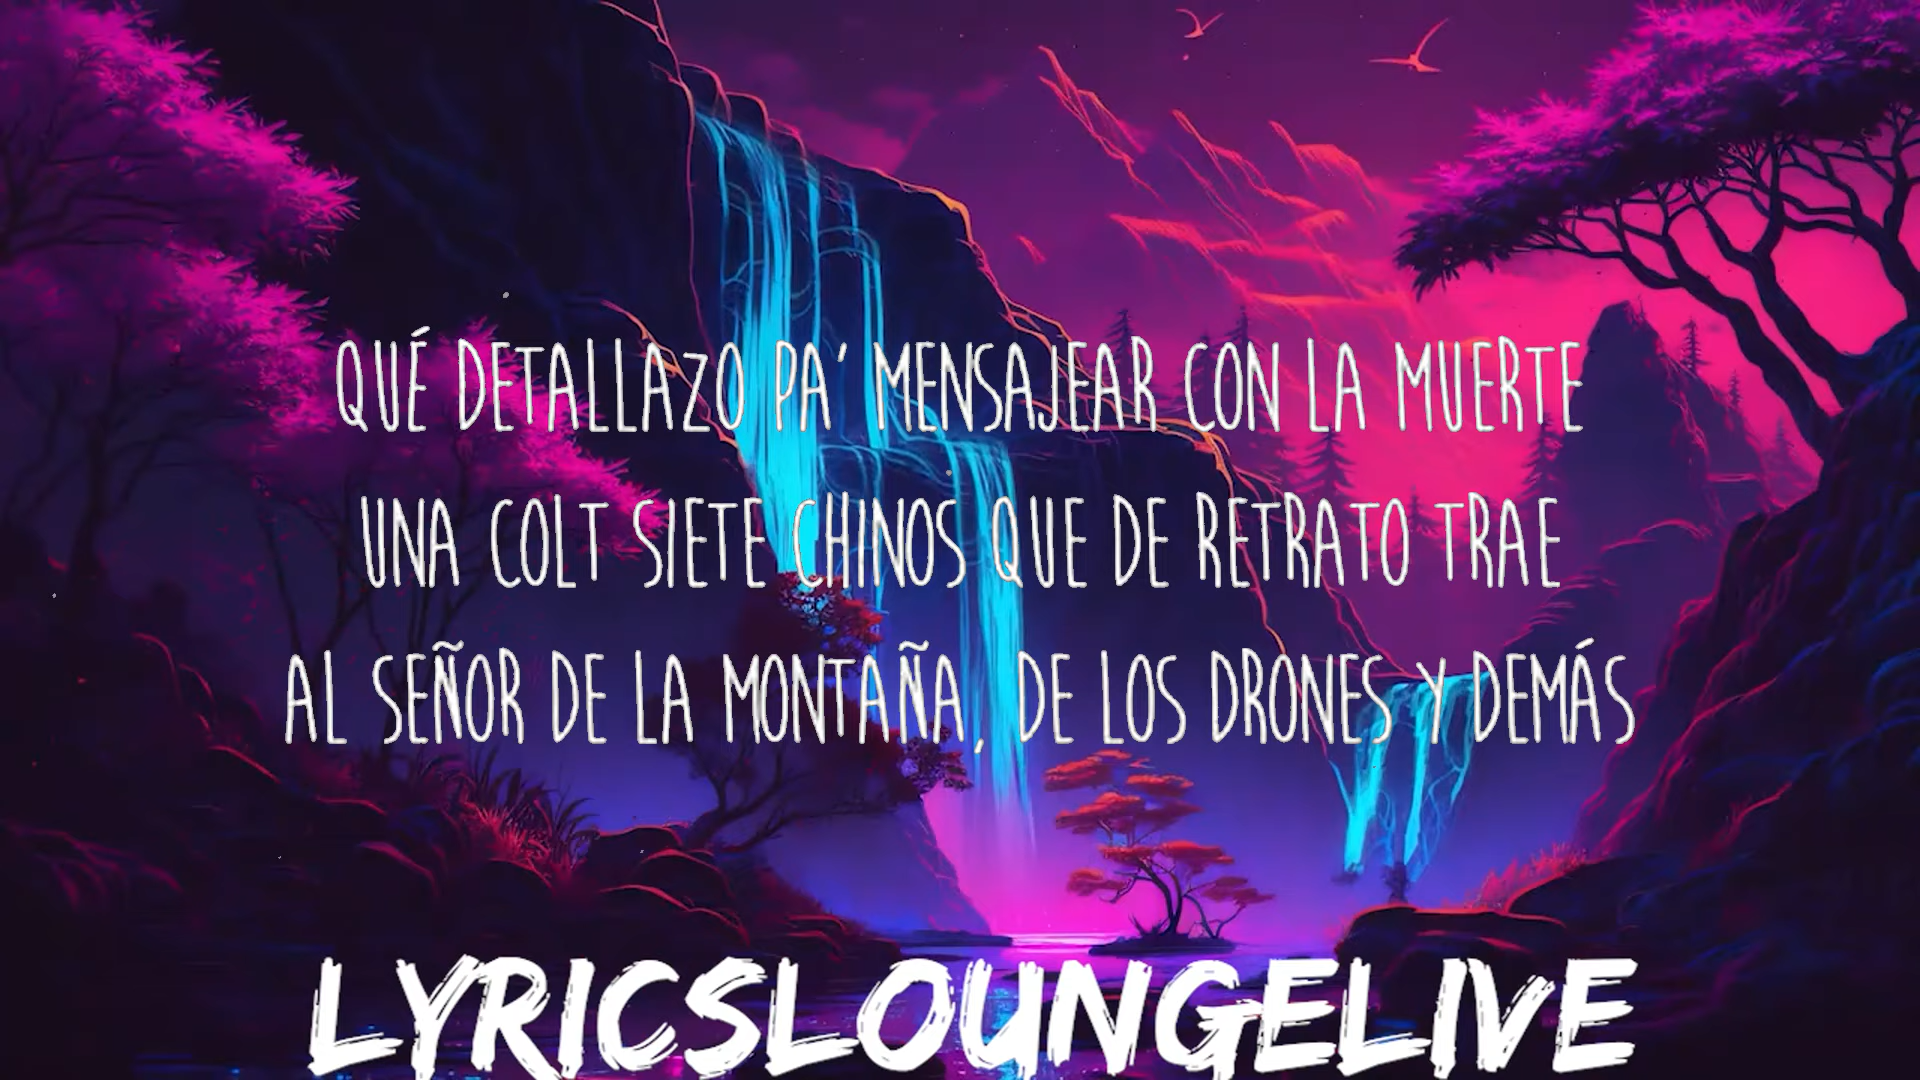 QUÉ DETALLAZO PA' MENSAJEAR CON LA MUERTE
UNA COLT SIETE CHINOS QUE DE RETRATO TRAE
AL SEÑOR DE LA MONTAÑA, DE LOS DRONES Y DEMÁS
LYRICSLOUNGELIVE